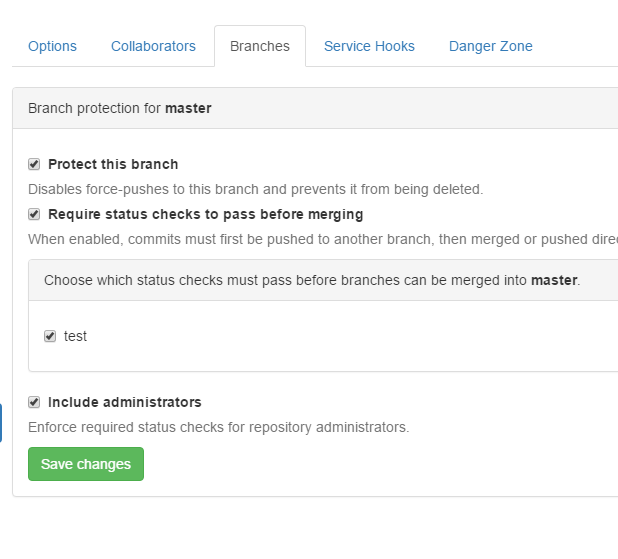 Options Collaborators Branches Service Hooks Danger Zone
Branch protection for master
Protect this branch
Disables force-pushes to this branch and prevents it from being deleted.
Require status checks to pass before merging
When enabled, commits must first be pushed to another branch, then merged or pushed dire
Choose which status checks must pass before branches can be merged into master.
test
Include administrators
Enforce required status checks for repository administrators.
Save changes